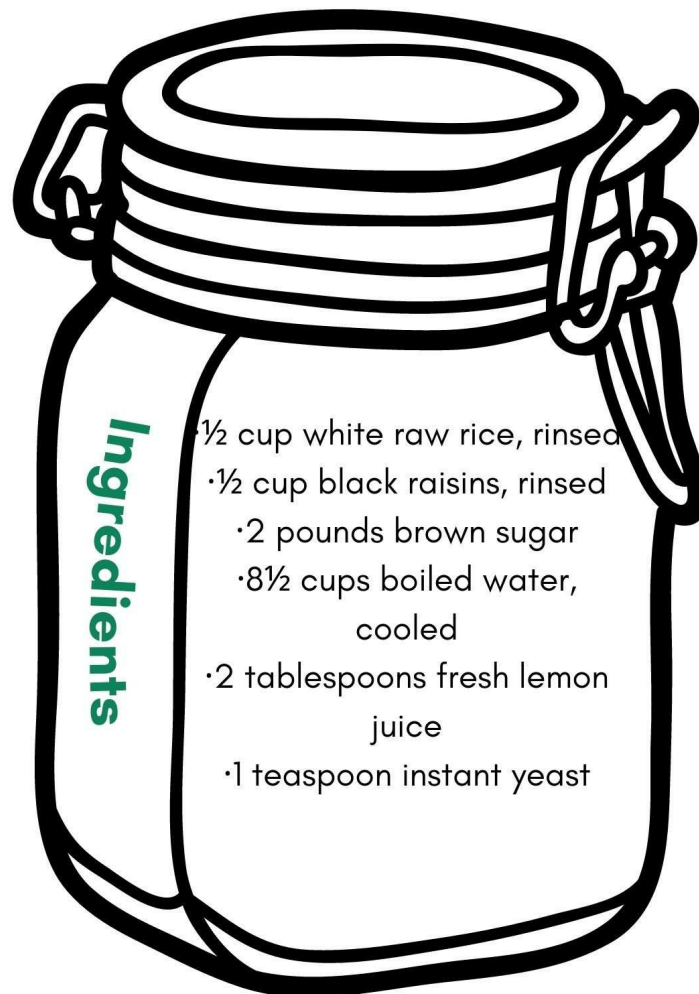 Ingredients
·½ cup white raw rice, rinsed
·½ cup black raisins, rinsed
·2 pounds brown sugar
·8½ cups boiled water,
cooled
·2 tablespoons fresh lemon
juice
·1 teaspoon instant yeast